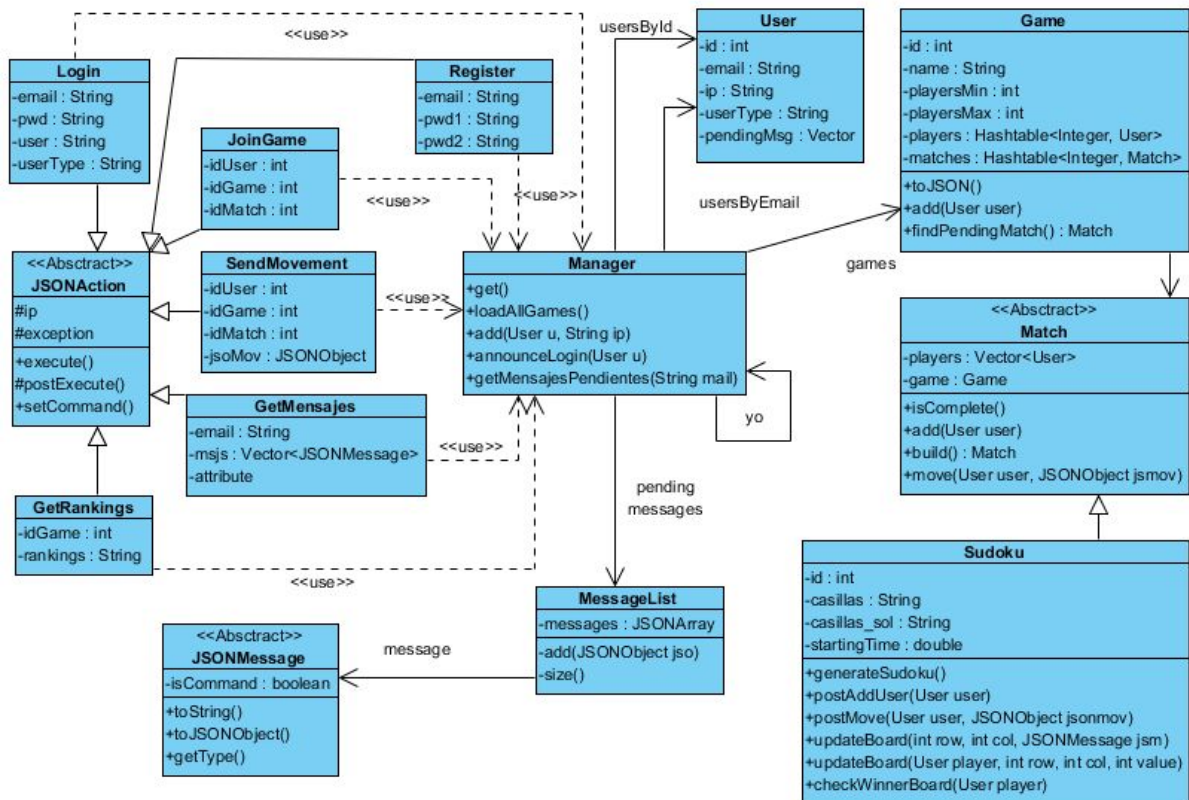 <<use>>
Login
-email : String
-pwd : String
-user : String
-userType : String
Register
-email : String
-pwd1 : String
-pwd2 : String
usersById
User
-id : int
-email : String
-ip : String
-userType : String
-pendingMsg : Vector
Game
-id : int
-name : String
-playersMin : int
-playersMax : int
-players : Hashtable<Integer, User>
-matches : Hashtable<Integer, Match>
+toJSON()
+add(User user)
+findPendingMatch() : Match
JoinGame
-idUser : int
-idGame : int
-idMatch : int
<<use>>
<<use>>
usersByEmail
games
<<Absctract>>
JSONAction
#ip
#exception
+execute()
#postExecute()
+setCommand()
SendMovement
-idUser : int
-idGame : int
-idMatch : int
-jsoMov : JSONObject
<<use>>
Manager
+get()
+loadAllGames()
+add(User u, String ip)
+announceLogin(User u)
+getMensajesPendientes(String mail)
yo
<<Absctract>>
Match
-players : Vector<User>
-game : Game
+isComplete()
+add(User user)
+build() : Match
+move(User user, JSONObject jsmov)
GetMensajes
-email : String
-msjs : Vector<JSONMessage>
-attribute
<<use>>
GetRankings
-idGame : int
-rankings : String
<<use>>
pending
messages
Sudoku
-id : int
-casillas : String
-casillas_sol : String
-startingTime : double
+generateSudoku()
+postAddUser(User user)
+postMove(User user, JSONObject jsonmov)
+updateBoard(int row, int col, JSONMessage jsm)
+updateBoard(User player, int row, int col, int value)
+checkWinnerBoard(User player)
MessageList
-messages : JSONArray
-add(JSONObject jso)
-size()
message
<<Absctract>>
JSONMessage
-isCommand : boolean
+toString()
+toJSONObject()
+getType()